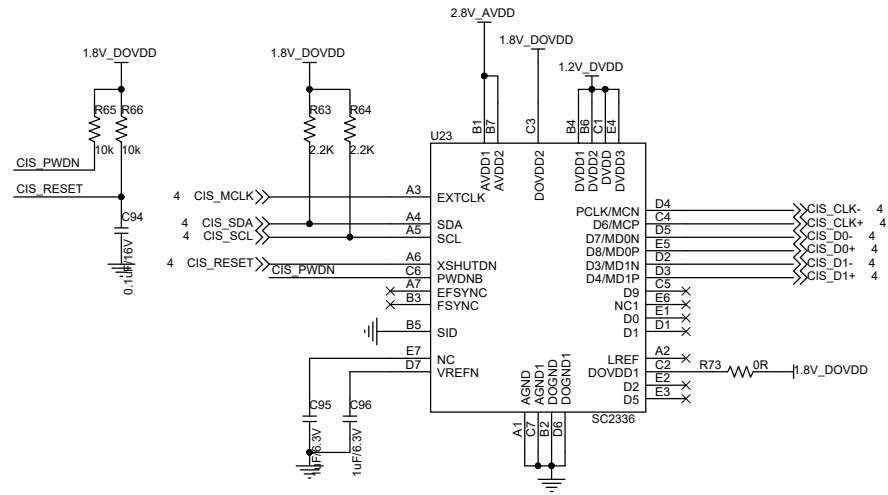 2.8V_AVDD
1.8V_DOVDD
1.8V_DOVDD
1.8V_DOVDD
1.2V_DVDD
R65
R66
R63
R64
10k
10k
2.2K
2.2K
CIS_PWDN
CIS_RESET
C94
0.1uF/16V
U23
B1
B7
C3
B4
B6
C1
E4
AVDD1
AVDD2
DOVDD2
DVDD1
DVDD2
DVDD
DVDD3
4 CIS_MCLK A3 EXTCLK
4 CIS_SDA A4 SDA
4 CIS_SCL A5 SCL
4 CIS_RESET A6 XSHUTDN
CIS_PWDN C6 PWDNB
A7 EFSYNC
B3 FSYNC
B5 SID
E7 NC
D7 VREFN
PCLK/MCN D4 CIS_CLK- 4
D6/MCP C4 CIS_CLK+ 4
D7/MD0N D5 CIS_D0- 4
D8/MD0P E5 CIS_D0+ 4
D3/MD1N D2 CIS_D1- 4
D4/MD1P D3 CIS_D1+ 4
D9 C5
NC1 E6
D0 E1
D1 D1
LREF A2
DOVDD1 C2 R73 0R 1.8V_DOVDD
D2 E2
D5 E3
AGND
AGND1
DOGND
DOGND1
SC2336
A1
C7
B2
D6
C95
1uF/6.3V
C96
1uF/6.3V